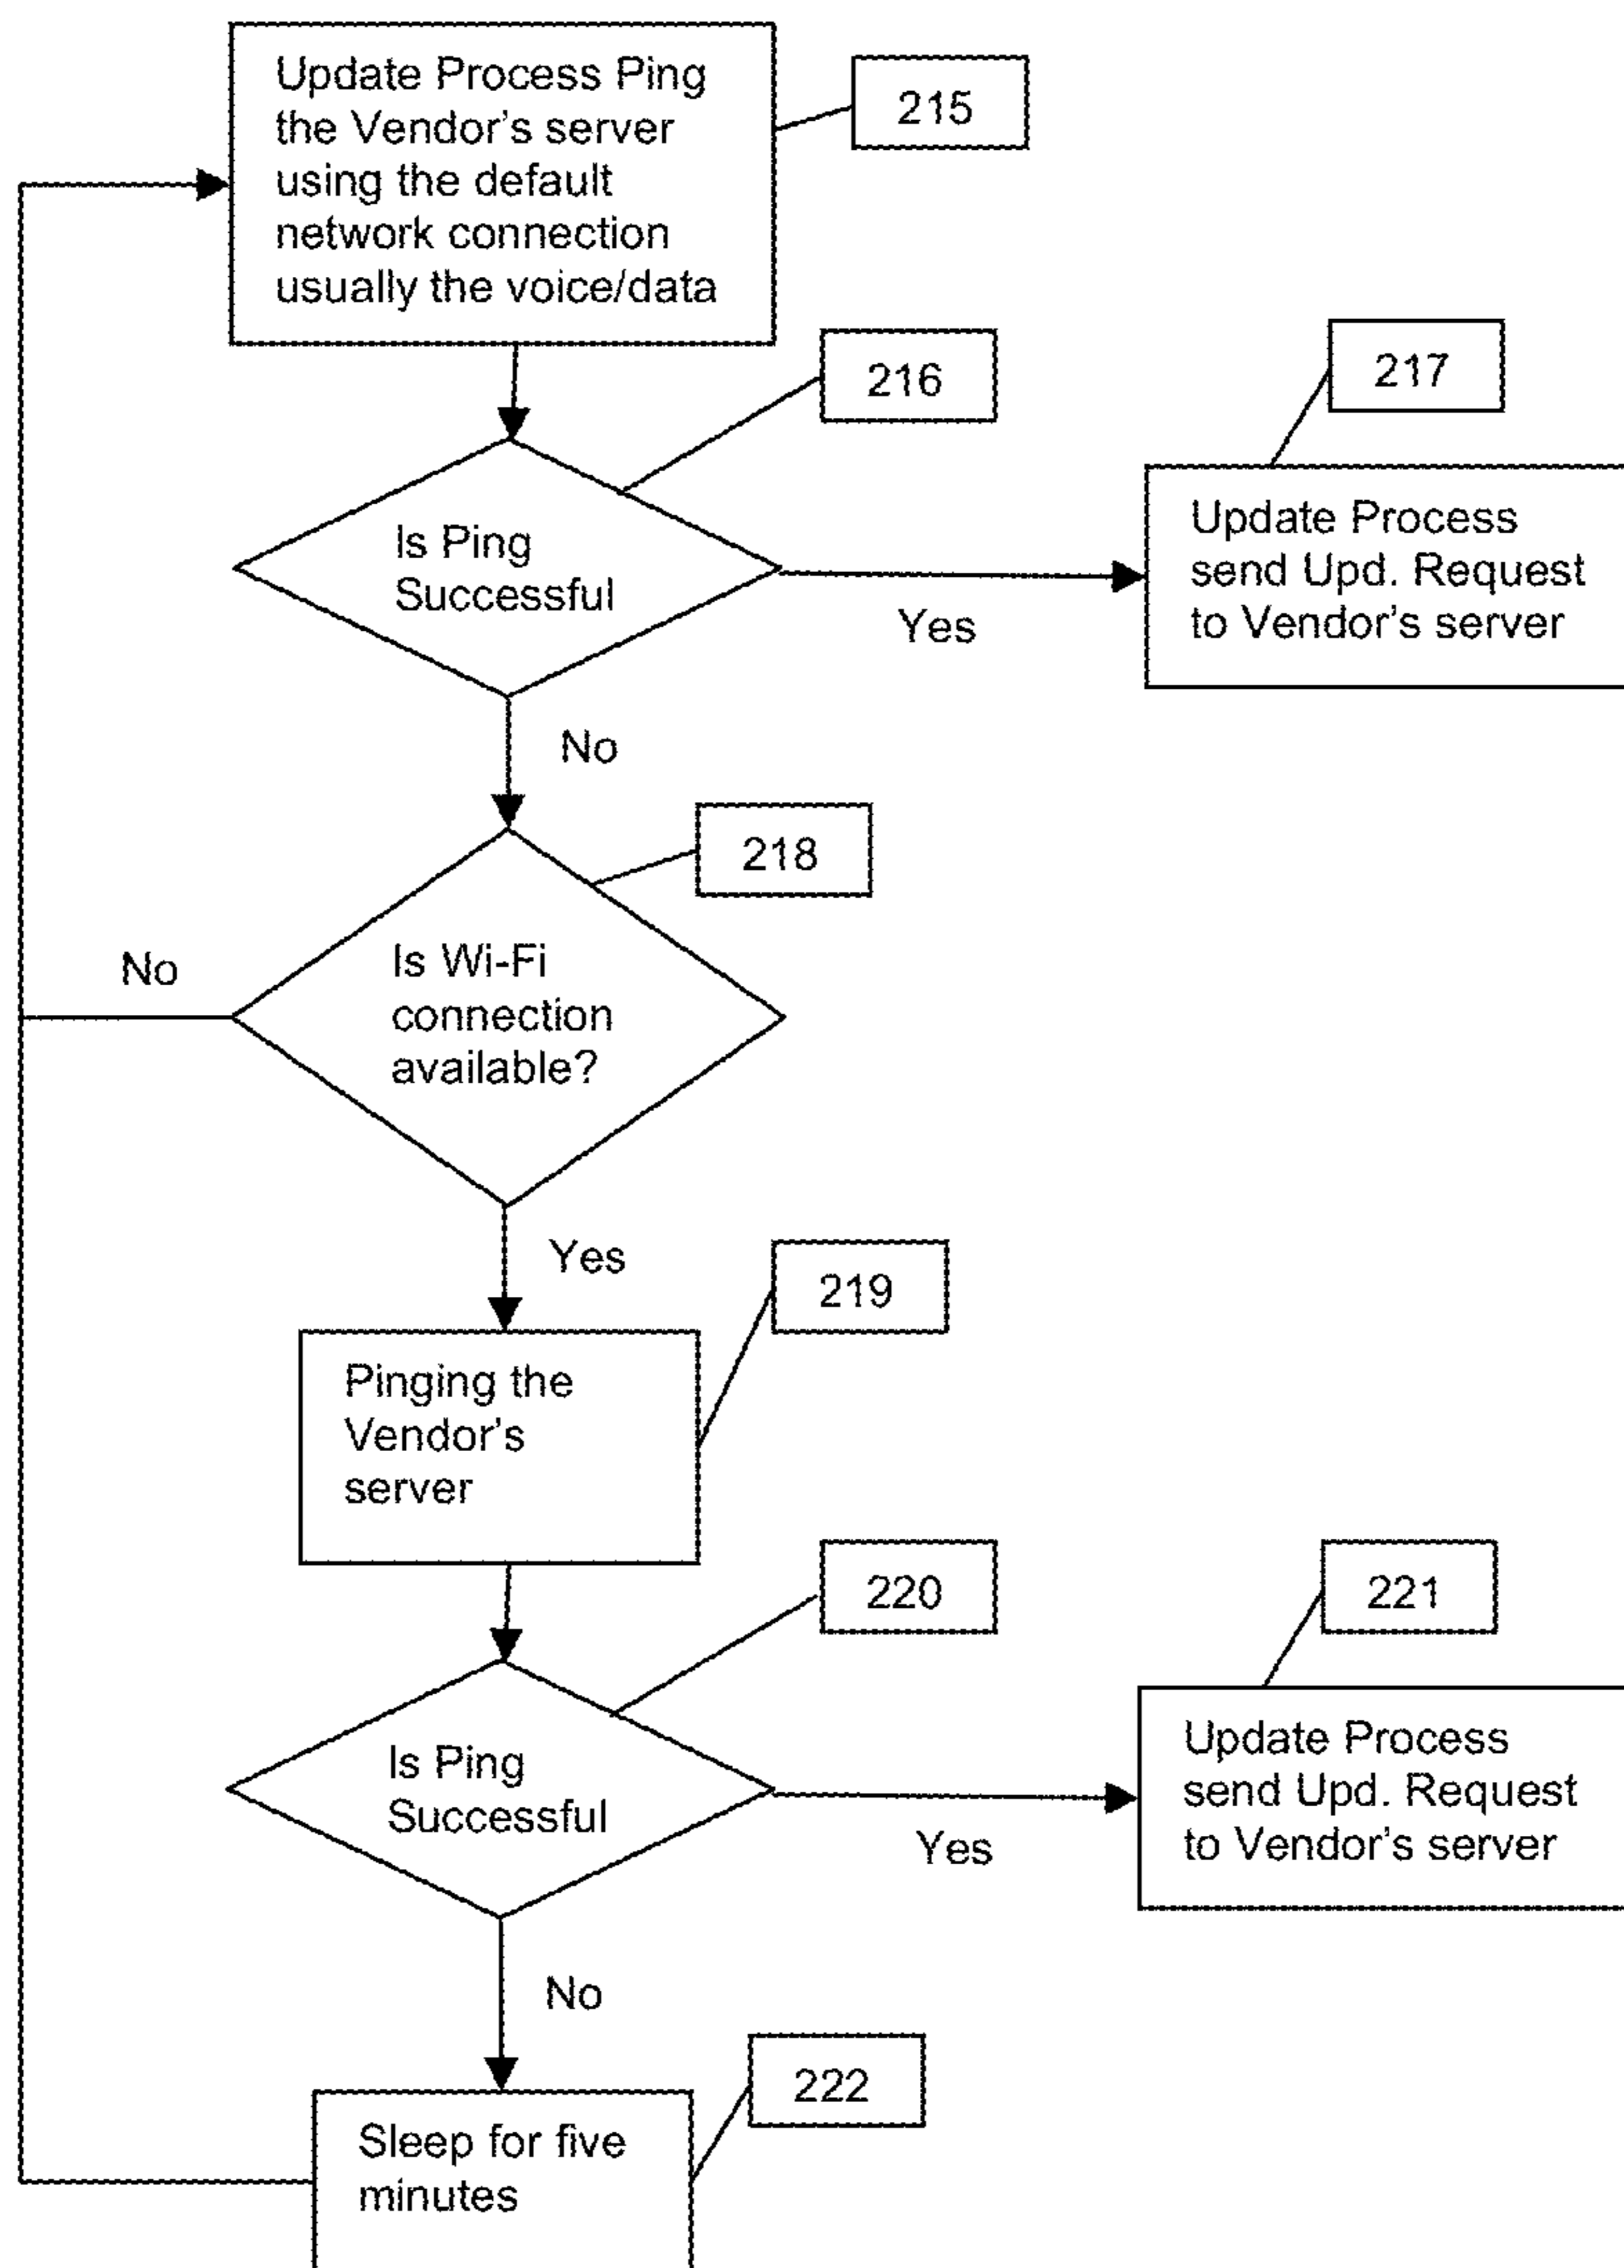 Update Process Ping
the Vendor's server
using the default
network connection
usually the voice/data
215
216
217
Is Ping
Successful
Yes
Update Process
send Upd. Request
to Vendor's server
No
218
Is Wi-Fi
connection
available?
No
Yes
219
Pinging the
Vendor's
server
220
221
Is Ping
Successful
Yes
Update Process
send Upd. Request
to Vendor's server
No
222
Sleep for five
minutes